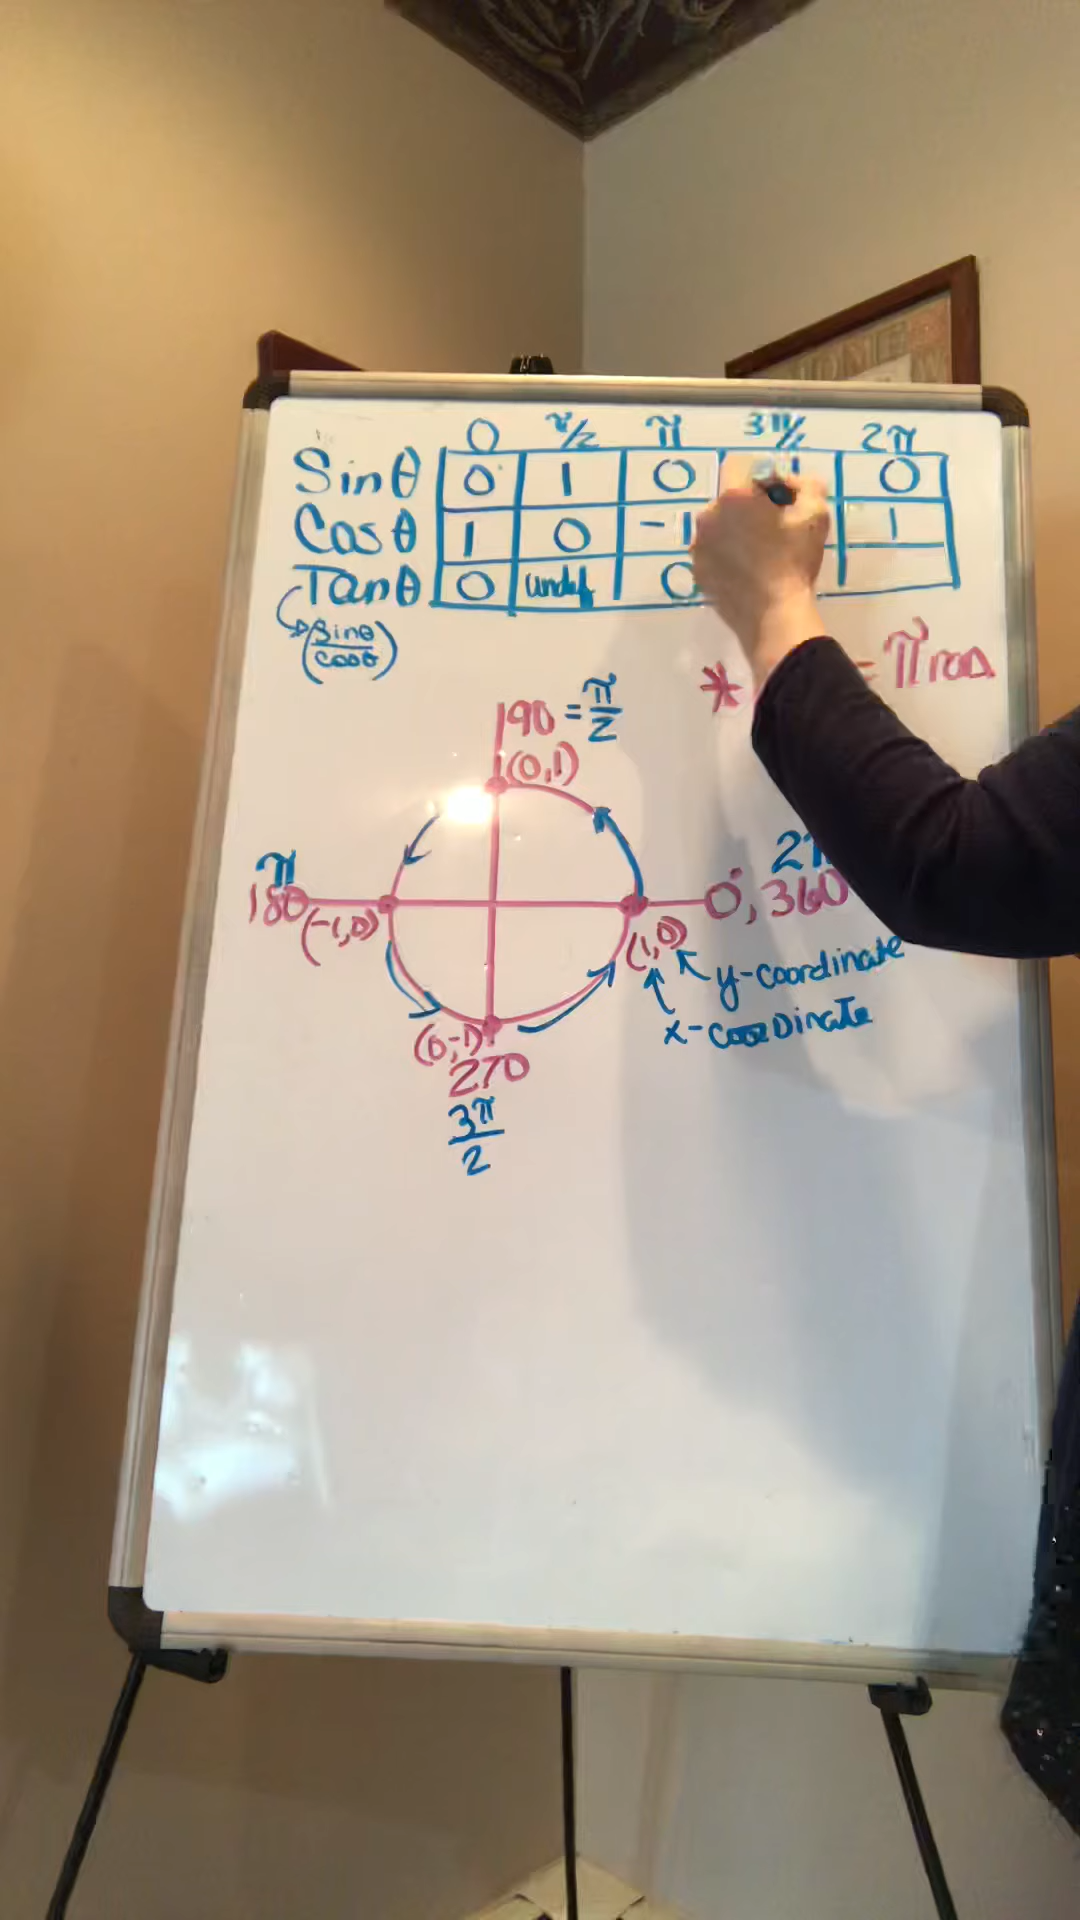 0 π/2 π 3π/2 2π
Sinθ 0 1 0 0
Cosθ 1 0 -1 1
Tanθ 0 undef 0
(sinθ/cosθ)
* = π rad
90 = π/2
(0,1)
π 2π
180 0°, 360
(-1,0) (1,0)
y-coordinate
x-coordinate
(0,-1)
270
3π/2